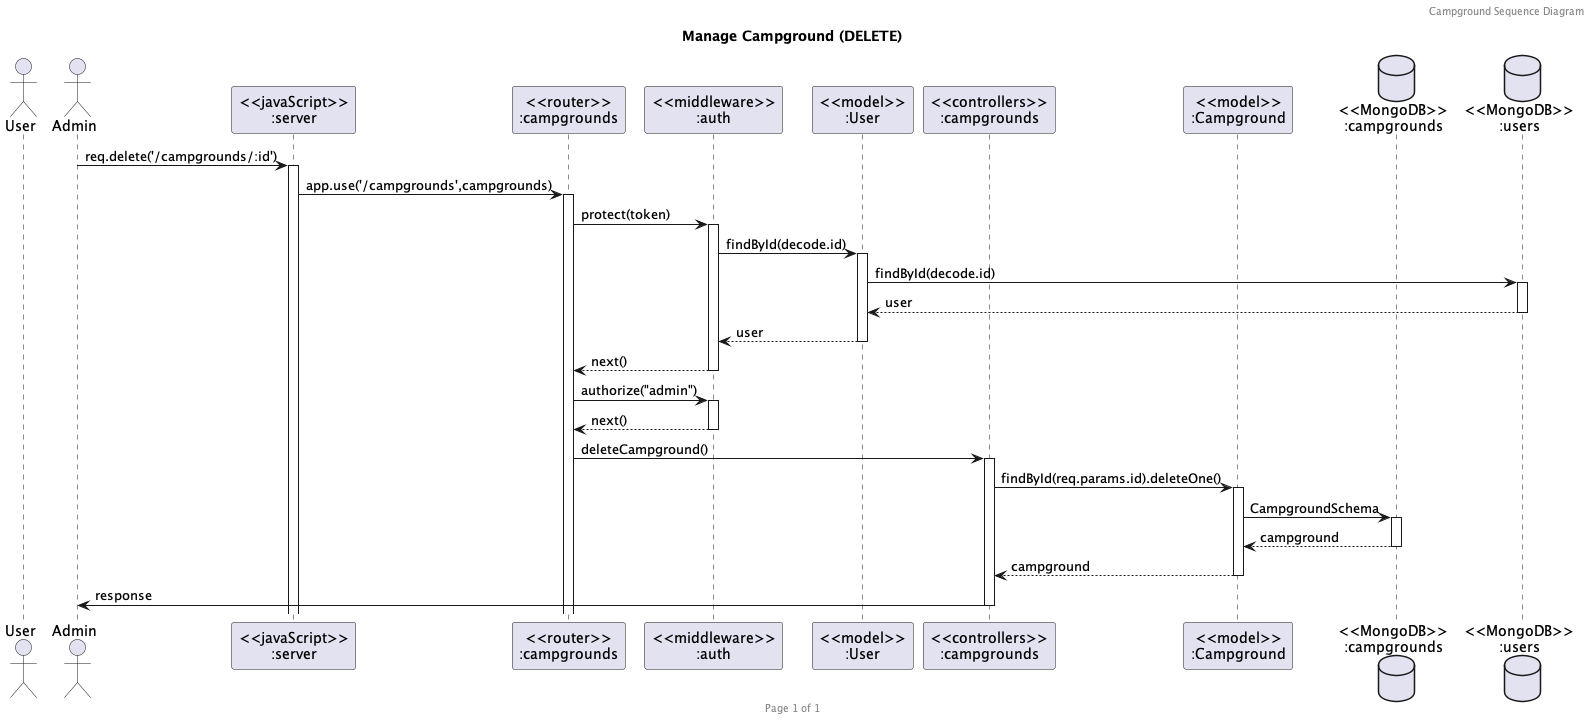 Campground Sequence Diagram
Manage Campground (DELETE)
User
Admin
<<javaScript>>
:server
<<router>>
:campgrounds
<<middleware>>
:auth
<<model>>
:User
<<controllers>>
:campgrounds
<<model>>
:Campground
<<MongoDB>>
:campgrounds
<<MongoDB>>
:users
req.delete('/campgrounds/:id')
app.use('/campgrounds',campgrounds)
protect(token)
findById(decode.id)
findById(decode.id)
user
user
next()
authorize("admin")
next()
deleteCampground()
findById(req.params.id).deleteOne()
CampgroundSchema
campground
campground
response
User
Admin
<<javaScript>>
:server
<<router>>
:campgrounds
<<middleware>>
:auth
<<model>>
:User
<<controllers>>
:campgrounds
<<model>>
:Campground
<<MongoDB>>
:campgrounds
<<MongoDB>>
:users
Page 1 of 1